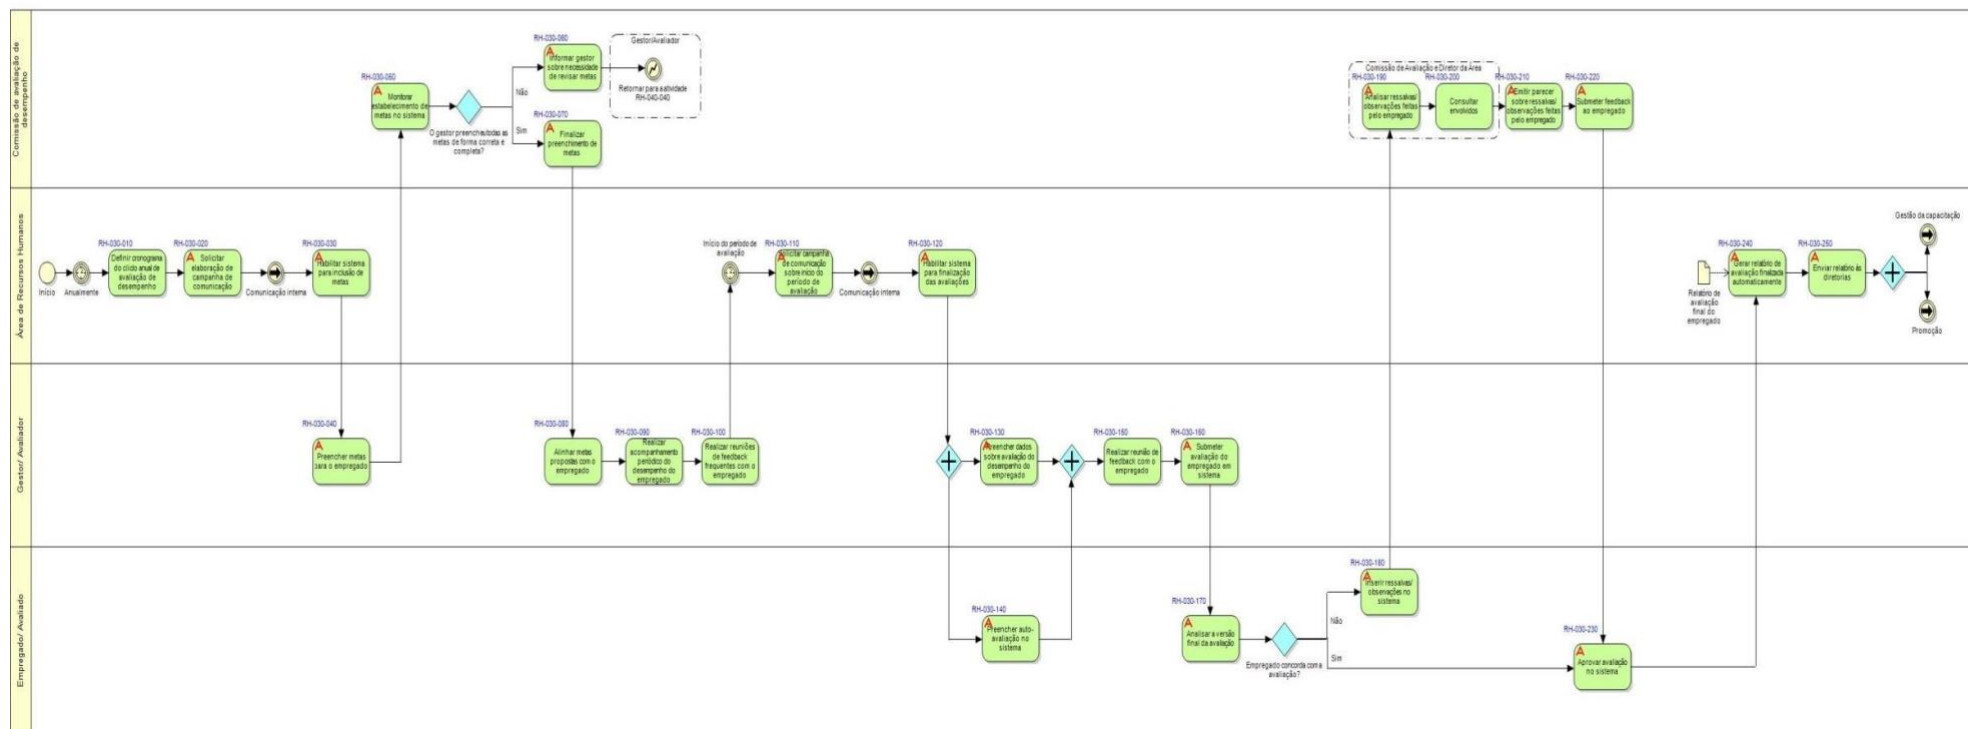 Comissão de avaliação de
desempenho
RH-030-050
Monitorar
estabelecimento de
metas no sistema
O gestor preencheu todas as
metas de forma correta e
completa?
Não
Sim
RH-030-060
Informar gestor
sobre necessidade
de revisar metas
Gestor/Avaliador
Retornar para atividade
RH-040-040
RH-030-070
Finalizar
preenchimento de
metas
Comissão de Avaliação e Diretor da Área
RH-030-190
Analisar ressalvas/
observações feitas
pelo empregado
RH-030-200
Consultar
envolvidos
RH-030-210
Emitir parecer
sobre ressalvas/
observações feitas
pelo empregado
RH-030-220
Submeter feedback
ao empregado
Área de Recursos Humanos
Início
Anualmente
RH-030-010
Definir cronograma
do ciclo anual de
avaliação de
desempenho
RH-030-020
Solicitar
elaboração de
campanha de
comunicação
Comunicação interna
RH-030-030
Habilitar sistema
para inclusão de
metas
Início do período de
avaliação
RH-030-110
Solicitar campanha
de comunicação
sobre início do
período de
avaliação
Comunicação interna
RH-030-120
Habilitar sistema
para finalização
das avaliações
Relatório de
avaliação
final do
empregado
RH-030-240
Gerar relatório de
avaliação finalizada
automaticamente
RH-030-250
Enviar relatório às
diretorias
Gestão da capacitação
Promoção
Gestor/ Avaliador
RH-030-040
Preencher metas
para o empregado
RH-030-080
Alinhar metas
propostas com o
empregado
RH-030-090
Realizar
acompanhamento
periódico do
desempenho do
empregado
RH-030-100
Realizar reuniões
de feedback
frequentes com o
empregado
RH-030-130
Preencher dados
sobre avaliação do
desempenho do
empregado
RH-030-150
Realizar reunião de
feedback com o
empregado
RH-030-160
Submeter
avaliação do
empregado em
sistema
Empregado/ Avaliado
RH-030-140
Preencher auto-
avaliação no
sistema
RH-030-170
Analisar a versão
final da avaliação
Empregado concorda com a
avaliação?
Não
Sim
RH-030-180
Inserir ressalvas/
observações no
sistema
RH-030-230
Aprovar avaliação
no sistema